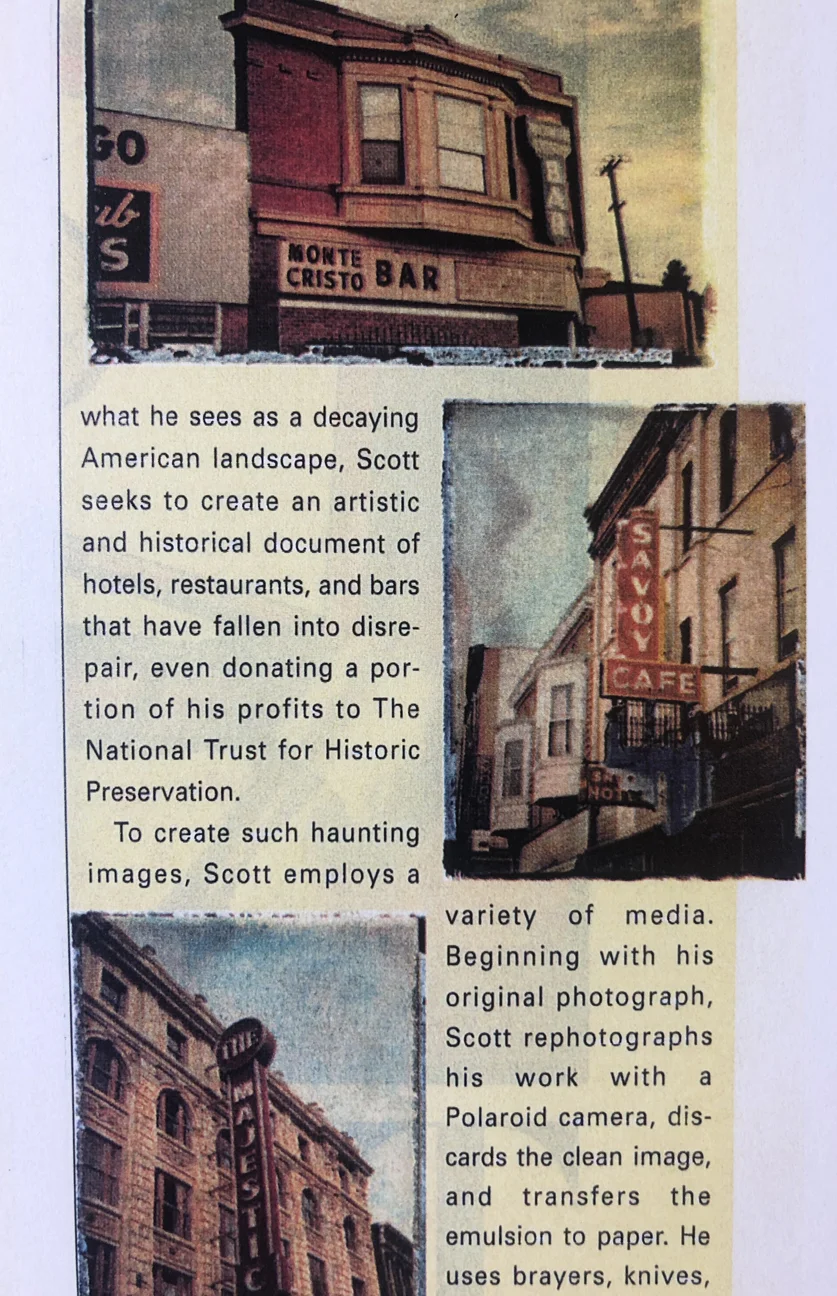 GO
ub
S
BAR
MONTE
CRISTO BAR
what he sees as a decaying
American landscape, Scott
seeks to create an artistic
and historical document of
hotels, restaurants, and bars
that have fallen into disre-
pair, even donating a por-
tion of his profits to The
National Trust for Historic
Preservation.
To create such haunting
images, Scott employs a
SAVOY
CAFE
THE
MAJESTIC
variety of media.
Beginning with his
original photograph,
Scott rephotographs
his work with a
Polaroid camera, dis-
cards the clean image,
and transfers the
emulsion to paper. He
uses brayers, knives,